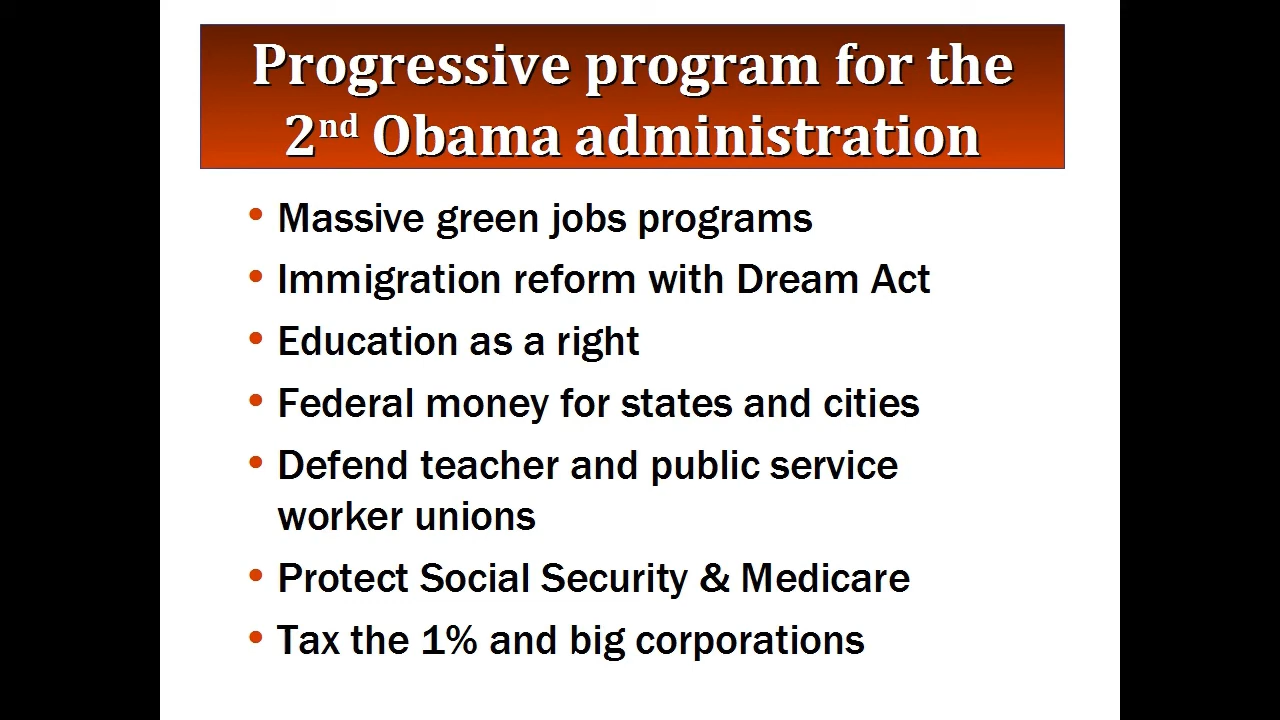 Progressive program for the
2nd Obama administration
• Massive green jobs programs
• Immigration reform with Dream Act
• Education as a right
• Federal money for states and cities
• Defend teacher and public service
worker unions
• Protect Social Security & Medicare
• Tax the 1% and big corporations